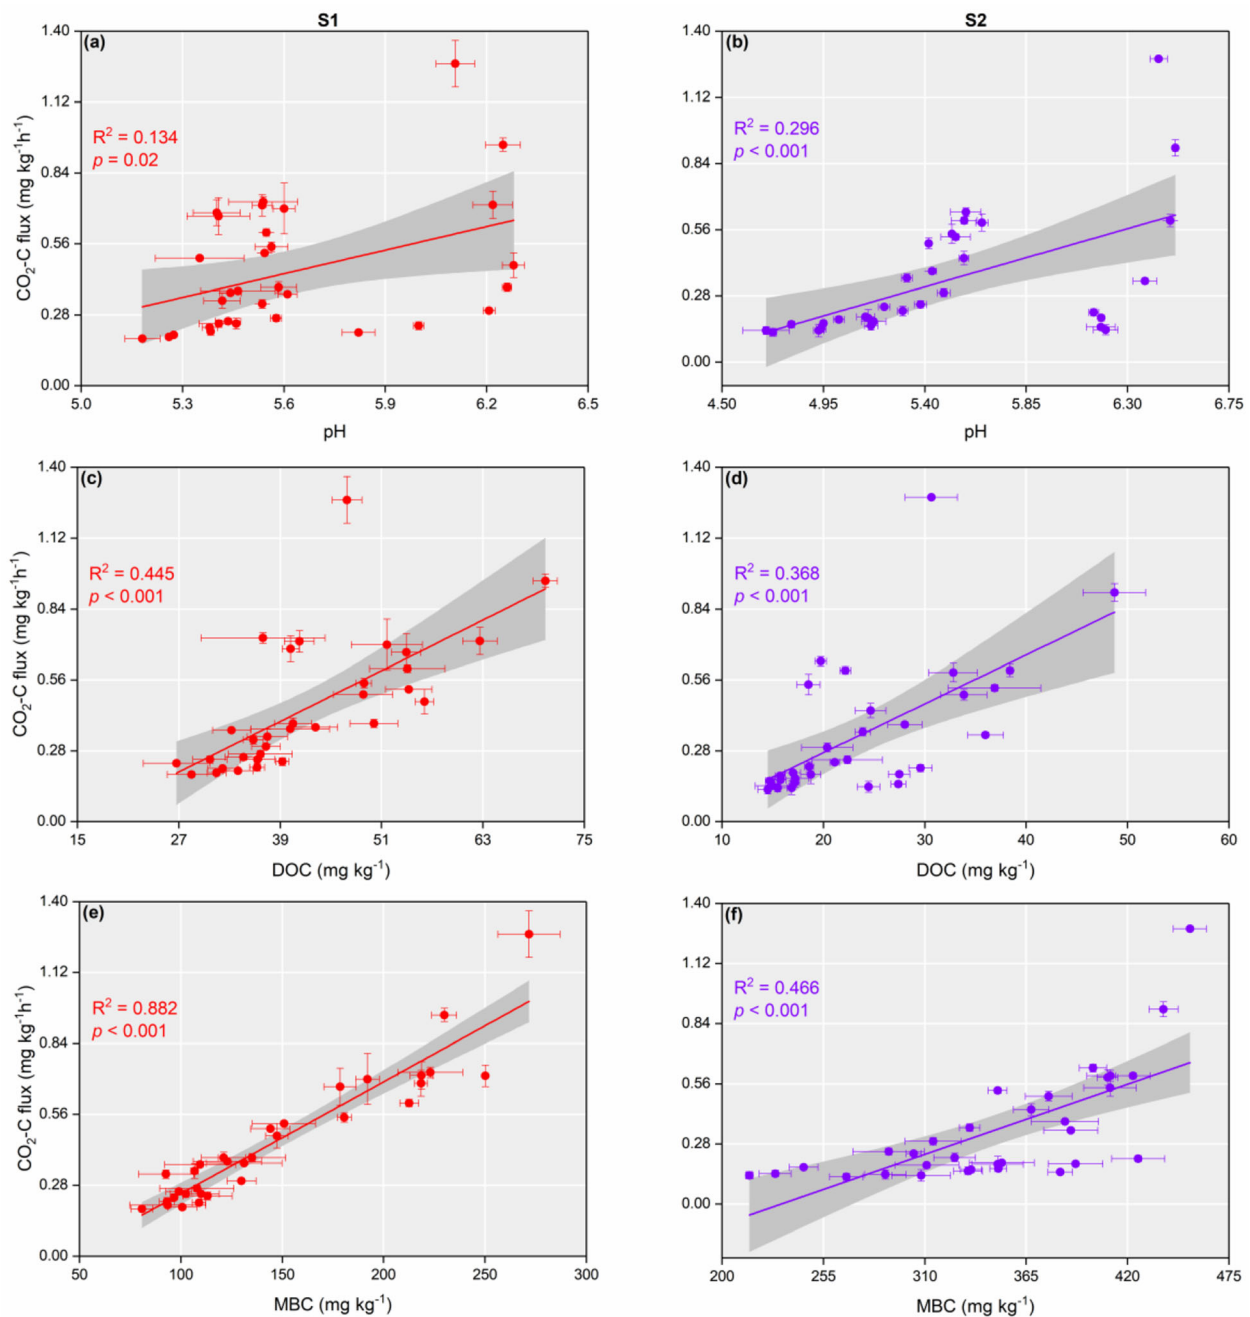 S1
S2
(a)
(b)
1.40
1.12
0.84
0.56
0.28
0.00
CO₂-C flux (mg kg⁻¹h⁻¹)
R² = 0.134
p = 0.02
5.0 5.3 5.6 5.9 6.2 6.5
pH
1.40
1.12
0.84
0.56
0.28
0.00
R² = 0.296
p < 0.001
4.50 4.95 5.40 5.85 6.30 6.75
pH
(c)
(d)
1.40
1.12
0.84
0.56
0.28
0.00
CO₂-C flux (mg kg⁻¹h⁻¹)
R² = 0.445
p < 0.001
15 27 39 51 63 75
DOC (mg kg⁻¹)
1.40
1.12
0.84
0.56
0.28
0.00
R² = 0.368
p < 0.001
10 20 30 40 50 60
DOC (mg kg⁻¹)
(e)
(f)
1.40
1.12
0.84
0.56
0.28
0.00
CO₂-C flux (mg kg⁻¹h⁻¹)
R² = 0.882
p < 0.001
50 100 150 200 250 300
MBC (mg kg⁻¹)
1.40
1.12
0.84
0.56
0.28
0.00
R² = 0.466
p < 0.001
200 255 310 365 420 475
MBC (mg kg⁻¹)